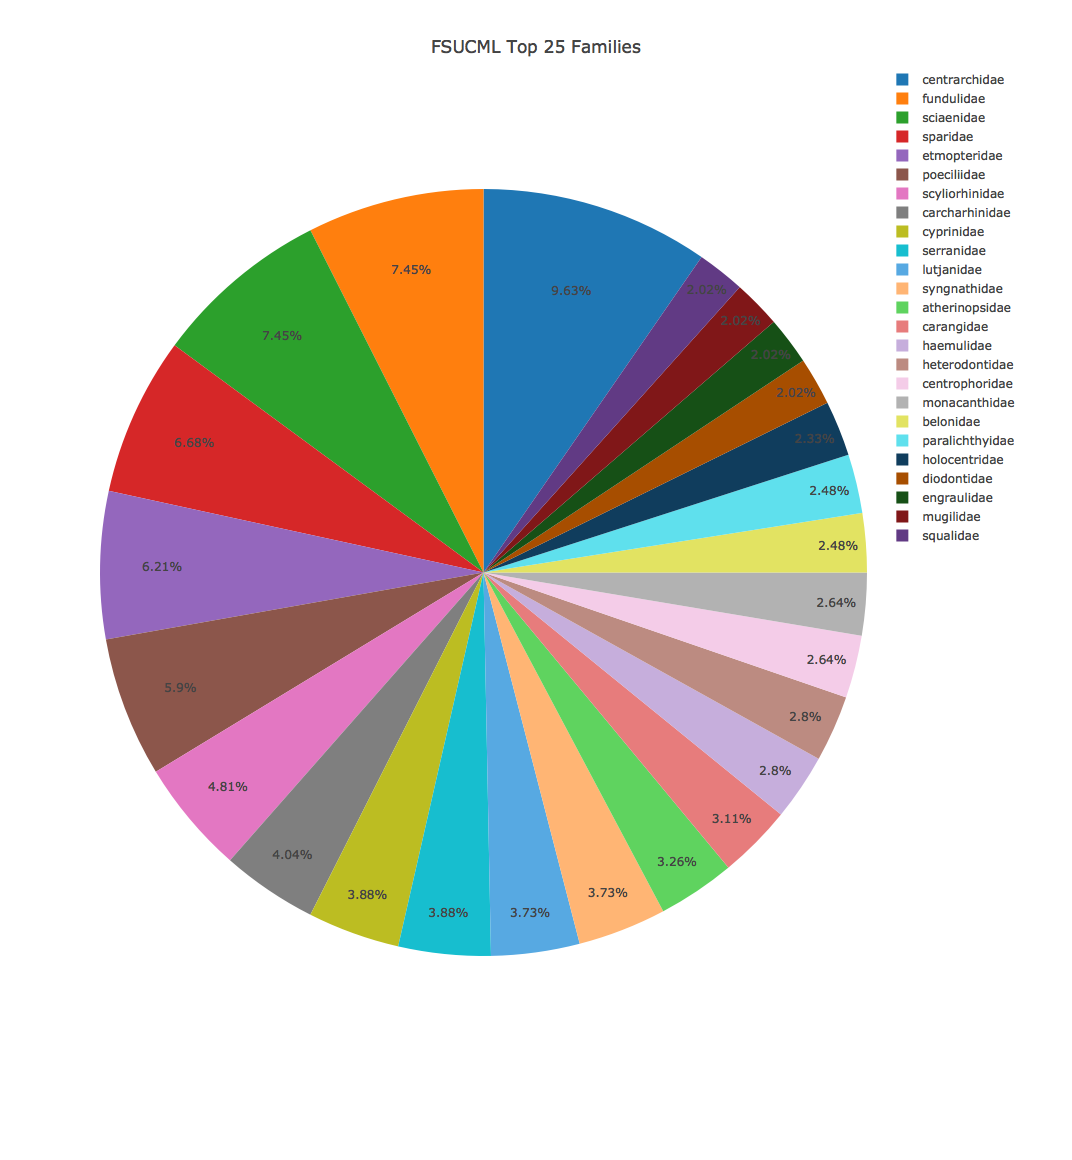 FSUCML Top 25 Families
centrarchidae
fundulidae
sciaenidae
sparidae
etmopteridae
poeciliidae
scyliorhinidae
carcharhinidae
cyprinidae
serranidae
lutjanidae
syngnathidae
atherinopsidae
carangidae
haemulidae
heterodontidae
centrophoridae
monacanthidae
belonidae
paralichthyidae
holocentridae
diodontidae
engraulidae
mugilidae
squalidae
9.63%
7.45%
7.45%
6.68%
6.21%
5.9%
4.81%
4.04%
3.88%
3.88%
3.73%
3.73%
3.26%
3.11%
2.8%
2.8%
2.64%
2.64%
2.48%
2.48%
2.33%
2.02%
2.02%
2.02%
2.02%